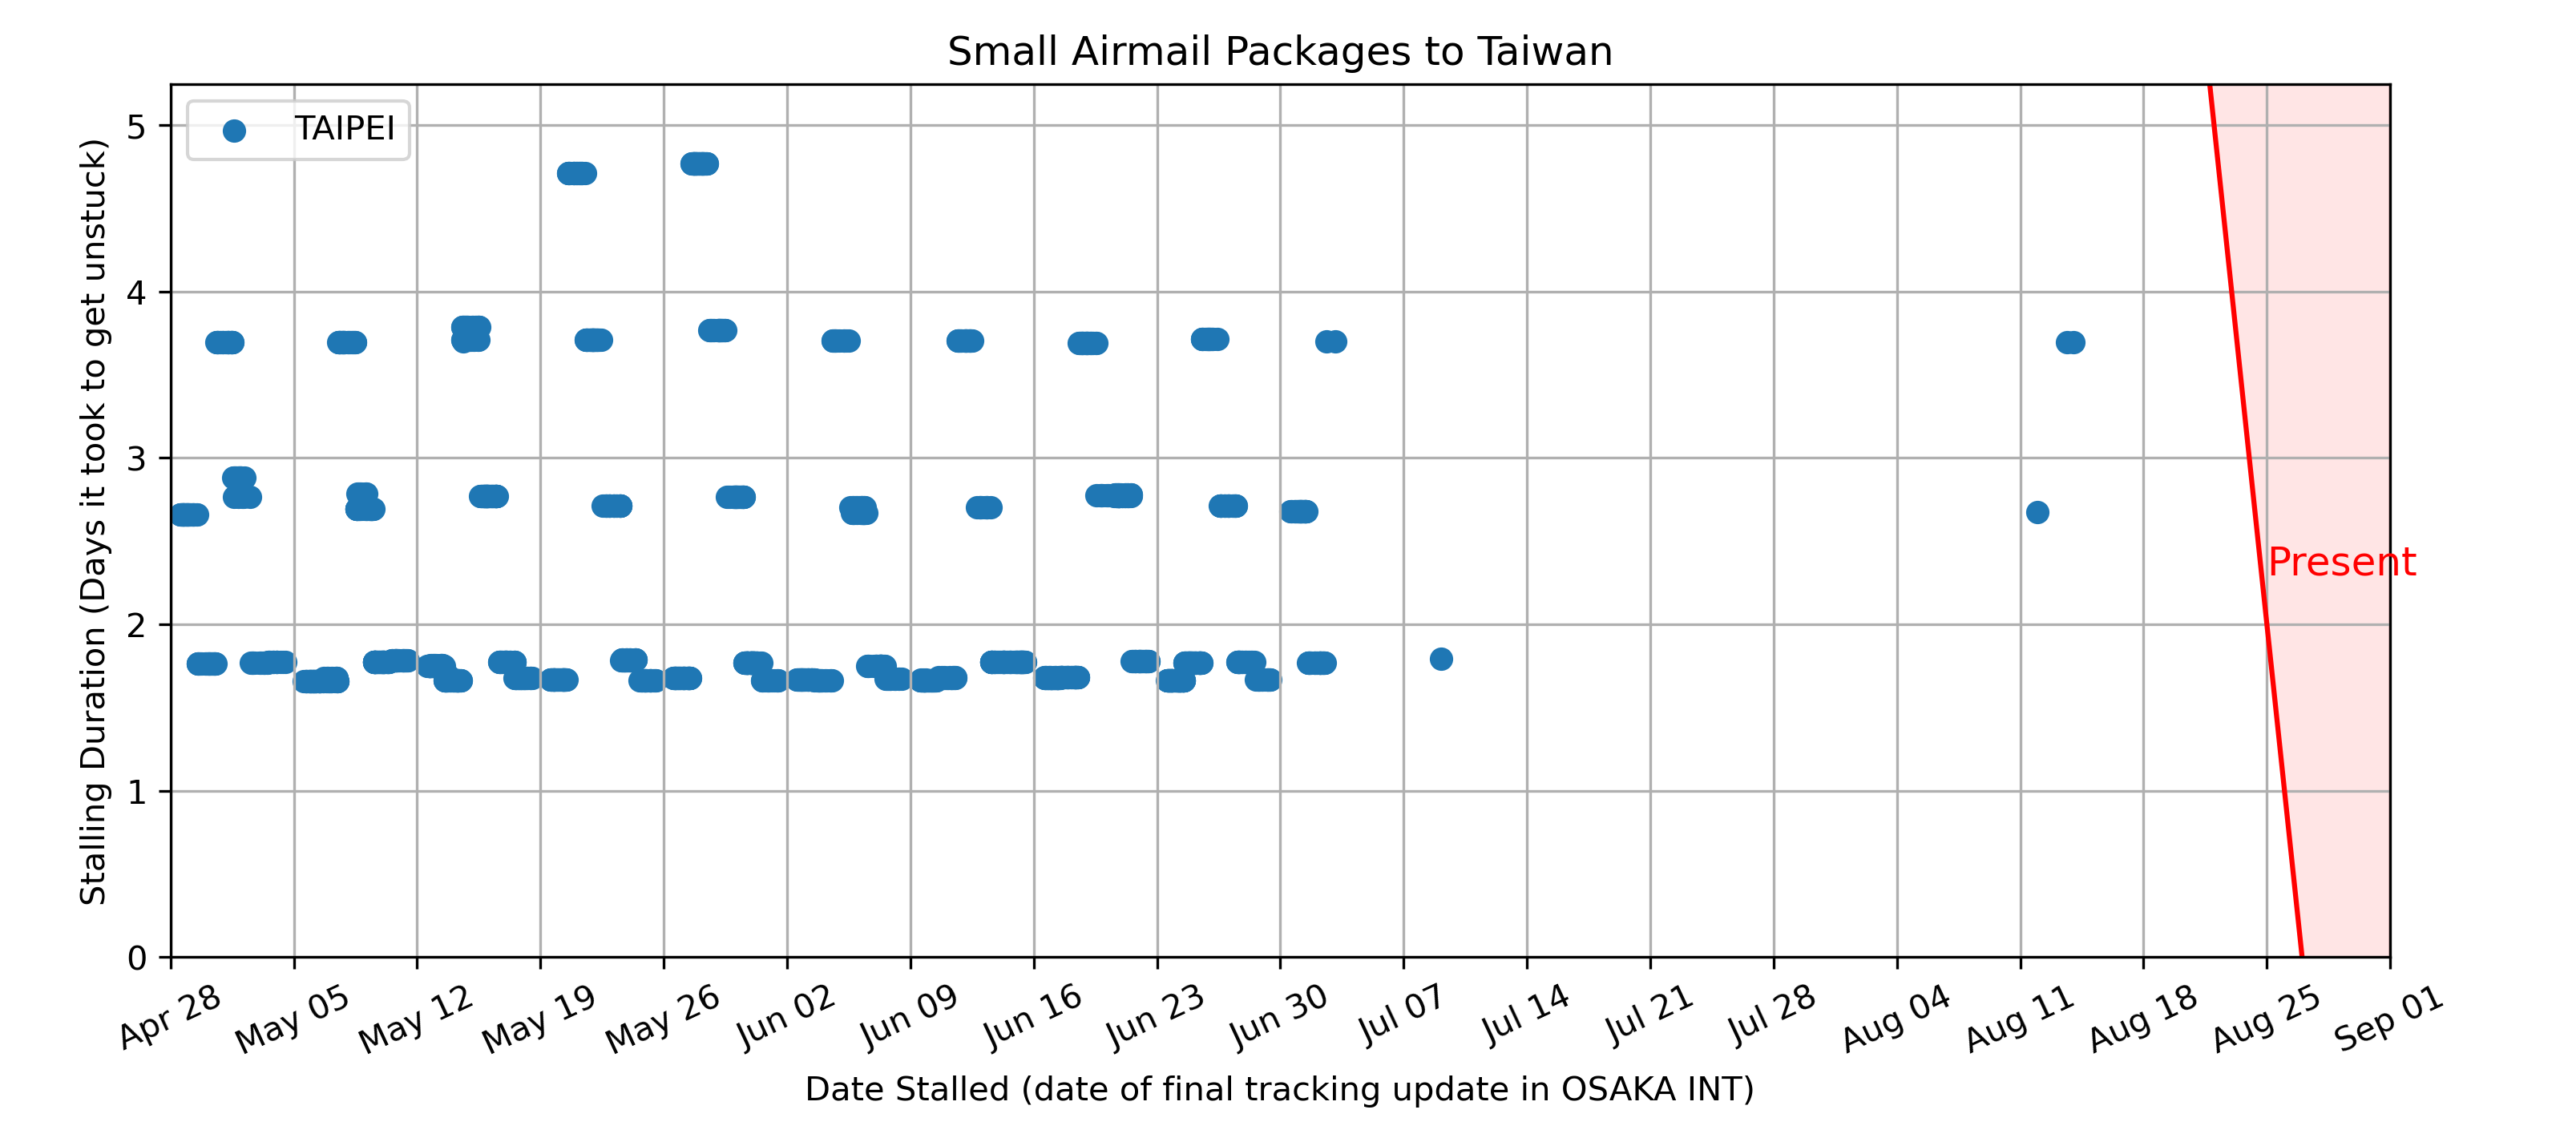 Small Airmail Packages to Taiwan
TAIPEI
Stalling Duration (Days it took to get unstuck)
5
4
3
2
1
0
Present
Apr 28
May 05
May 12
May 19
May 26
Jun 02
Jun 09
Jun 16
Jun 23
Jun 30
Jul 07
Jul 14
Jul 21
Jul 28
Aug 04
Aug 11
Aug 18
Aug 25
Sep 01
Date Stalled (date of final tracking update in OSAKA INT)